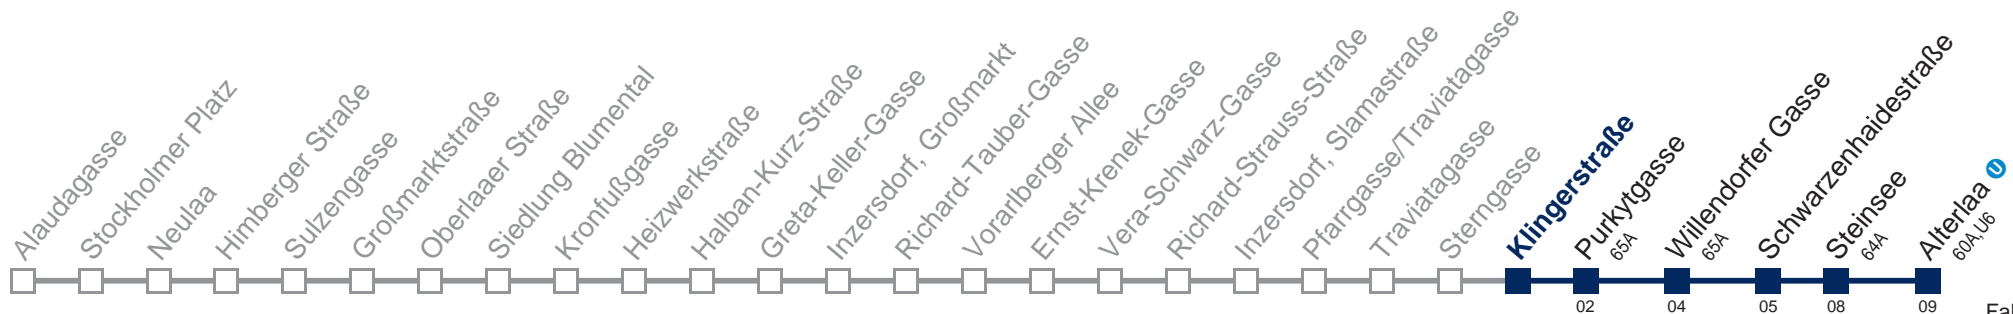 Alaudagasse
Stockholmer Platz
Neulaa
Himberger Straße
Sulzengasse
Großmarktstraße
Oberlaaer Straße
Siedlung Blumental
Kronfußgasse
Heizwerkstraße
Halban-Kurz-Straße
Greta-Keller-Gasse
Inzersdorf, Großmarkt
Richard-Tauber-Gasse
Vorarlberger Allee
Ernst-Krenek-Gasse
Vera-Schwarz-Gasse
Richard-Strauss-Straße
Inzersdorf, Slamastraße
Pfarrgasse/Traviatagasse
Traviatagasse
Sterngasse
Klingerstraße
Purkytgasse
65A
Willendorfer Gasse
65A
Schwarzenhaidestraße
Steinsee
64A
Alterlaa U
60A, U6
02 04 05 08 09